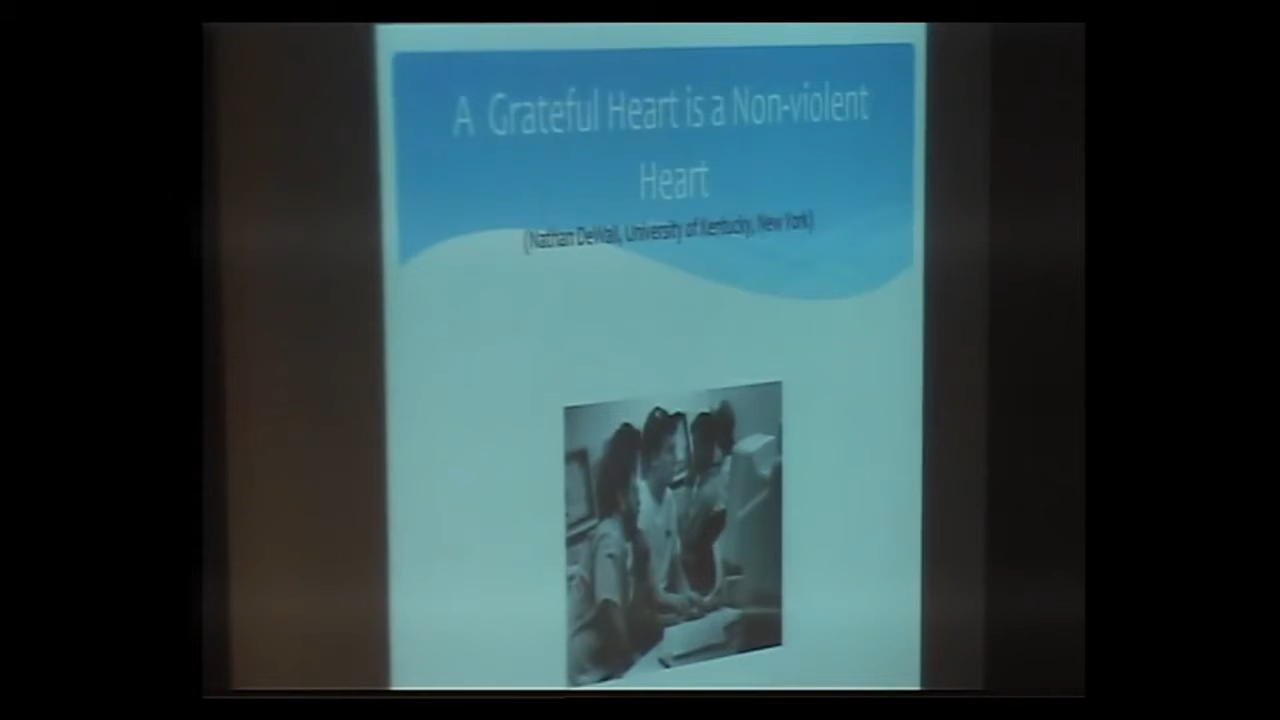 A Grateful Heart is a Non-violent
Heart
(Nathan DeWall, University of Kentucky, New York)